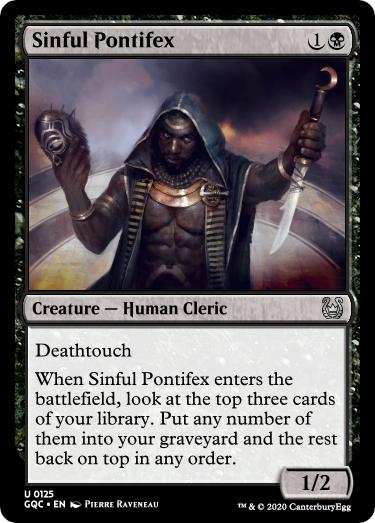 Sinful Pontifex 1
Creature — Human Cleric
Deathtouch
When Sinful Pontifex enters the
battlefield, look at the top three cards
of your library. Put any number of
them into your graveyard and the rest
back on top in any order.
1/2
U 0125
GQC • EN Pierre Raveneau
™ & © 2020 CanterburyEgg